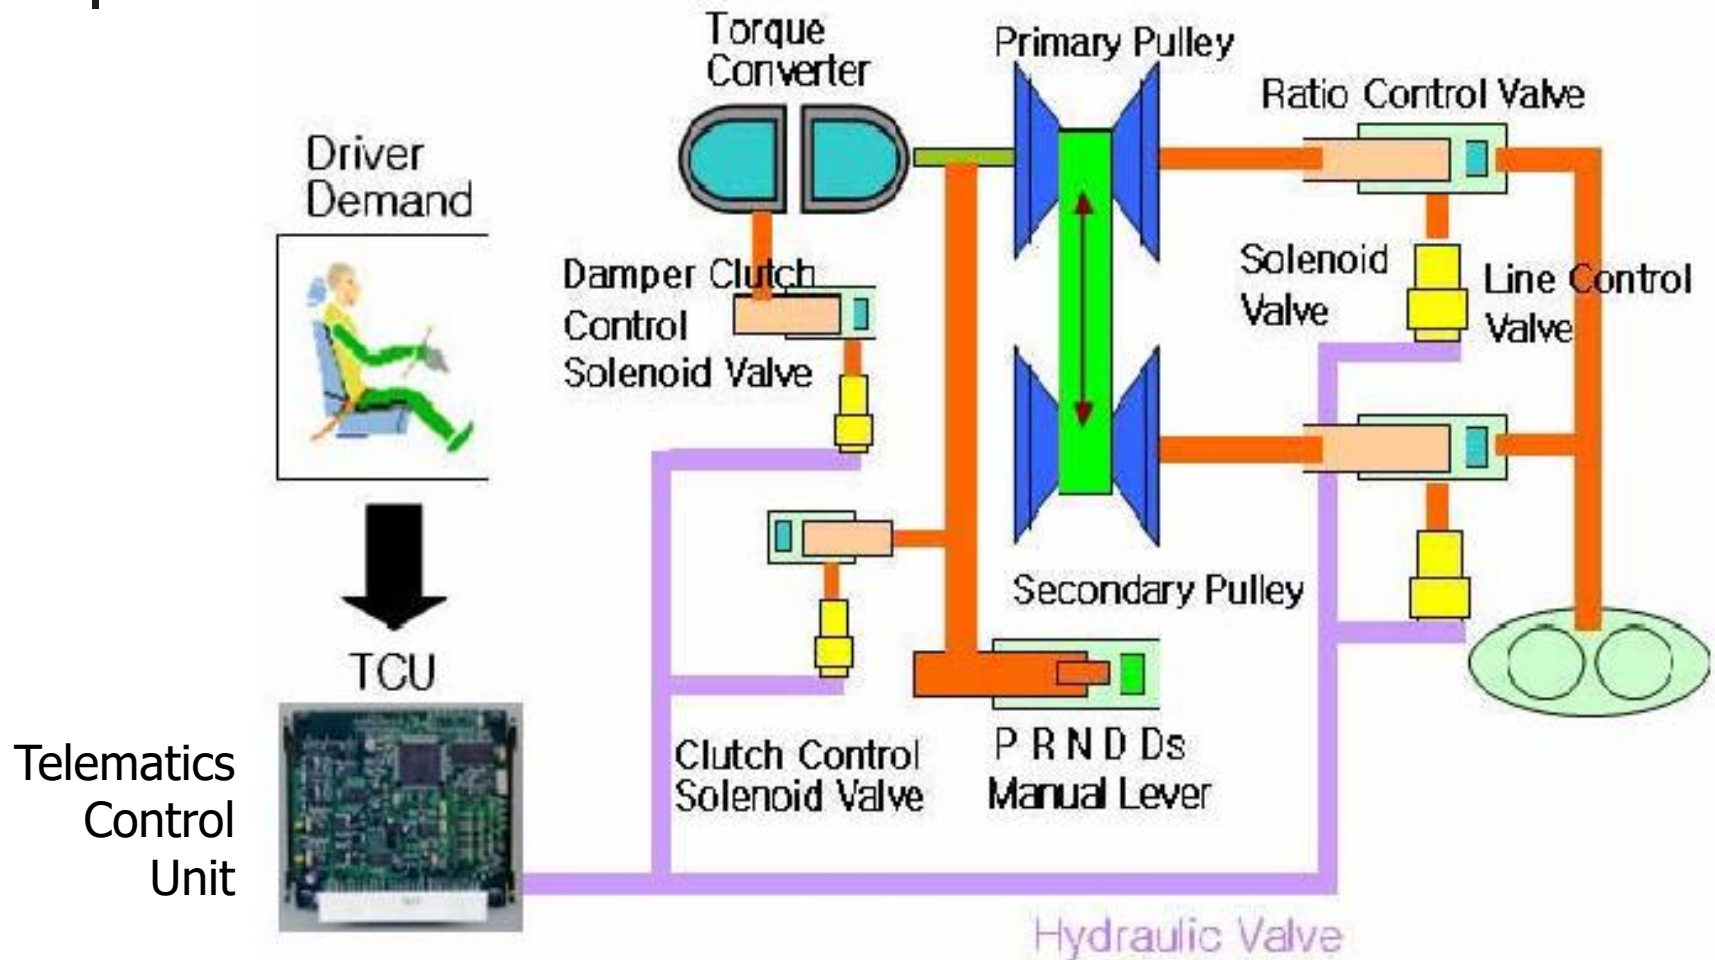 Torque
Converter
Primary Pulley
Ratio Control Valve
Driver
Demand
Damper Clutch
Control
Solenoid Valve
Solenoid
Valve
Line Control
Valve
Secondary Pulley
TCU
Telematics
Control
Unit
Clutch Control
Solenoid Valve
P R N D Ds
Manual Lever
Hydraulic Valve